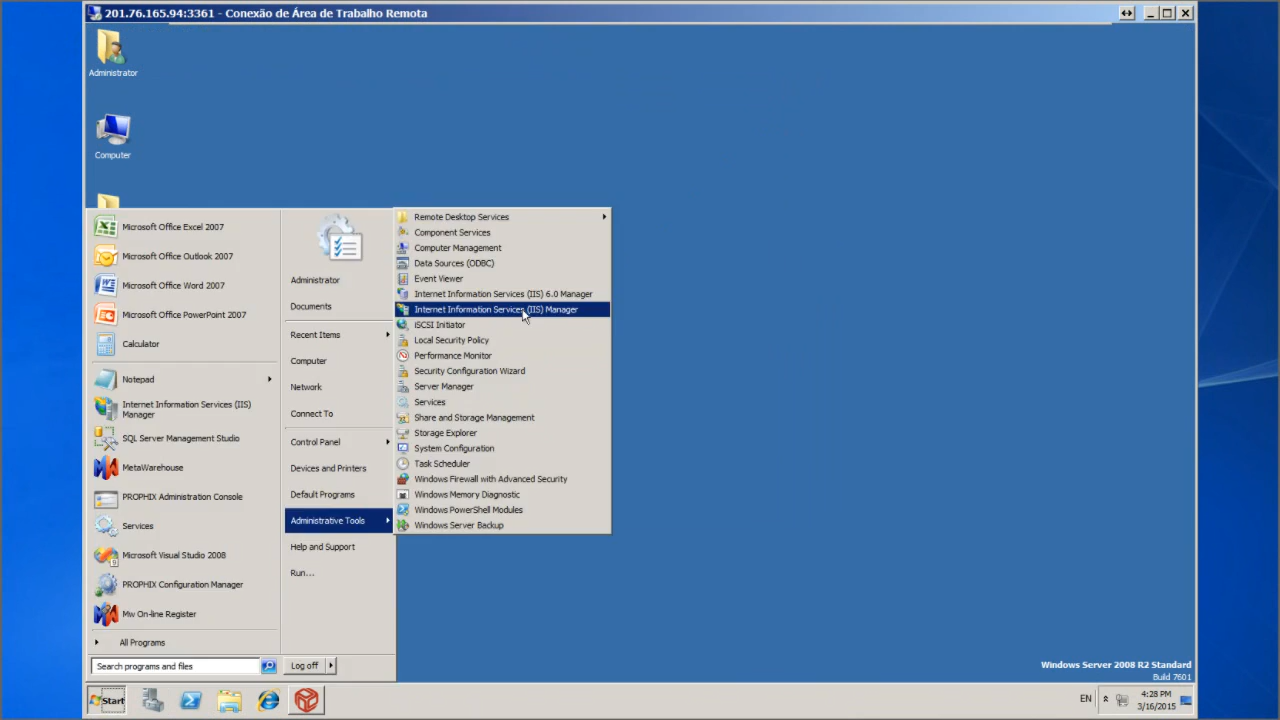 201.76.165.94:3361 - Conexão de Área de Trabalho Remota
Administrator
Computer
Microsoft Office Excel 2007
Microsoft Office Outlook 2007
Microsoft Office Word 2007
Microsoft Office PowerPoint 2007
Calculator
Notepad
Internet Information Services (IIS)
Manager
SQL Server Management Studio
MetaWarehouse
PROPHIX Administration Console
Services
Microsoft Visual Studio 2008
PROPHIX Configuration Manager
Mw On-line Register
All Programs
Search programs and files
Administrator
Documents
Recent Items
Computer
Network
Connect To
Control Panel
Devices and Printers
Default Programs
Administrative Tools
Help and Support
Run...
Log off
Remote Desktop Services
Component Services
Computer Management
Data Sources (ODBC)
Event Viewer
Internet Information Services (IIS) 6.0 Manager
Internet Information Services (IIS) Manager
iSCSI Initiator
Local Security Policy
Performance Monitor
Security Configuration Wizard
Server Manager
Services
Share and Storage Management
Storage Explorer
System Configuration
Task Scheduler
Windows Firewall with Advanced Security
Windows Memory Diagnostic
Windows PowerShell Modules
Windows Server Backup
Windows Server 2008 R2 Standard
Build 7601
Start
EN
4:28 PM
3/16/2015